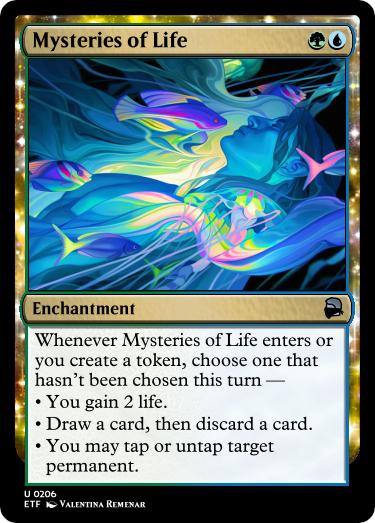 Mysteries of Life
Enchantment
Whenever Mysteries of Life enters or
you create a token, choose one that
hasn't been chosen this turn —
• You gain 2 life.
• Draw a card, then discard a card.
• You may tap or untap target
permanent.
U 0206
ETF VALENTINA REMENAR